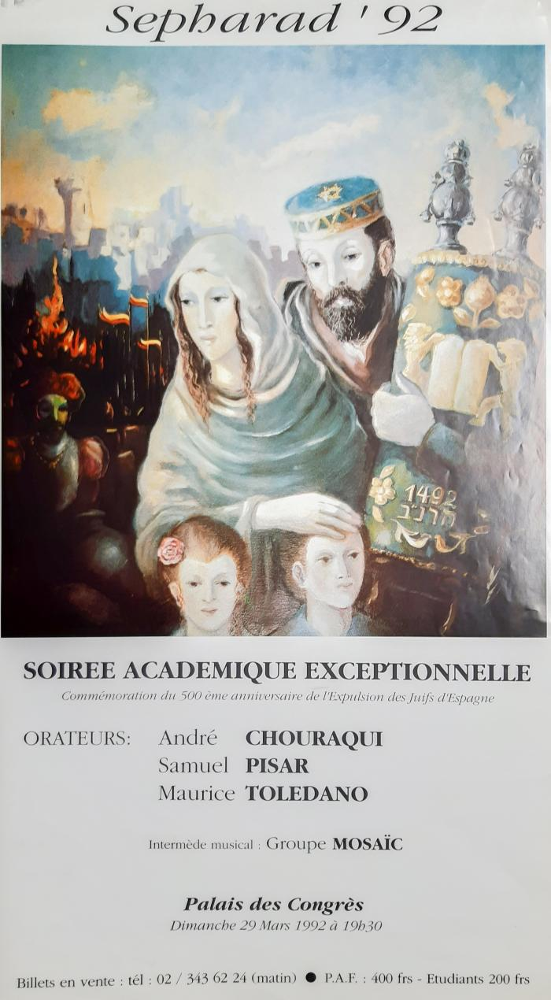 Sepharad '92
1492
הרנ״ב
SOIREE ACADEMIQUE EXCEPTIONNELLE
Commémoration du 500 ème anniversaire de l'Expulsion des Juifs d'Espagne
ORATEURS: André CHOURAQUI
Samuel PISAR
Maurice TOLEDANO
Intermède musical : Groupe MOSAÏC
Palais des Congrès
Dimanche 29 Mars 1992 à 19h30
Billets en vente : tél : 02 / 343 62 24 (matin) ● P.A.F. : 400 frs - Etudiants 200 frs